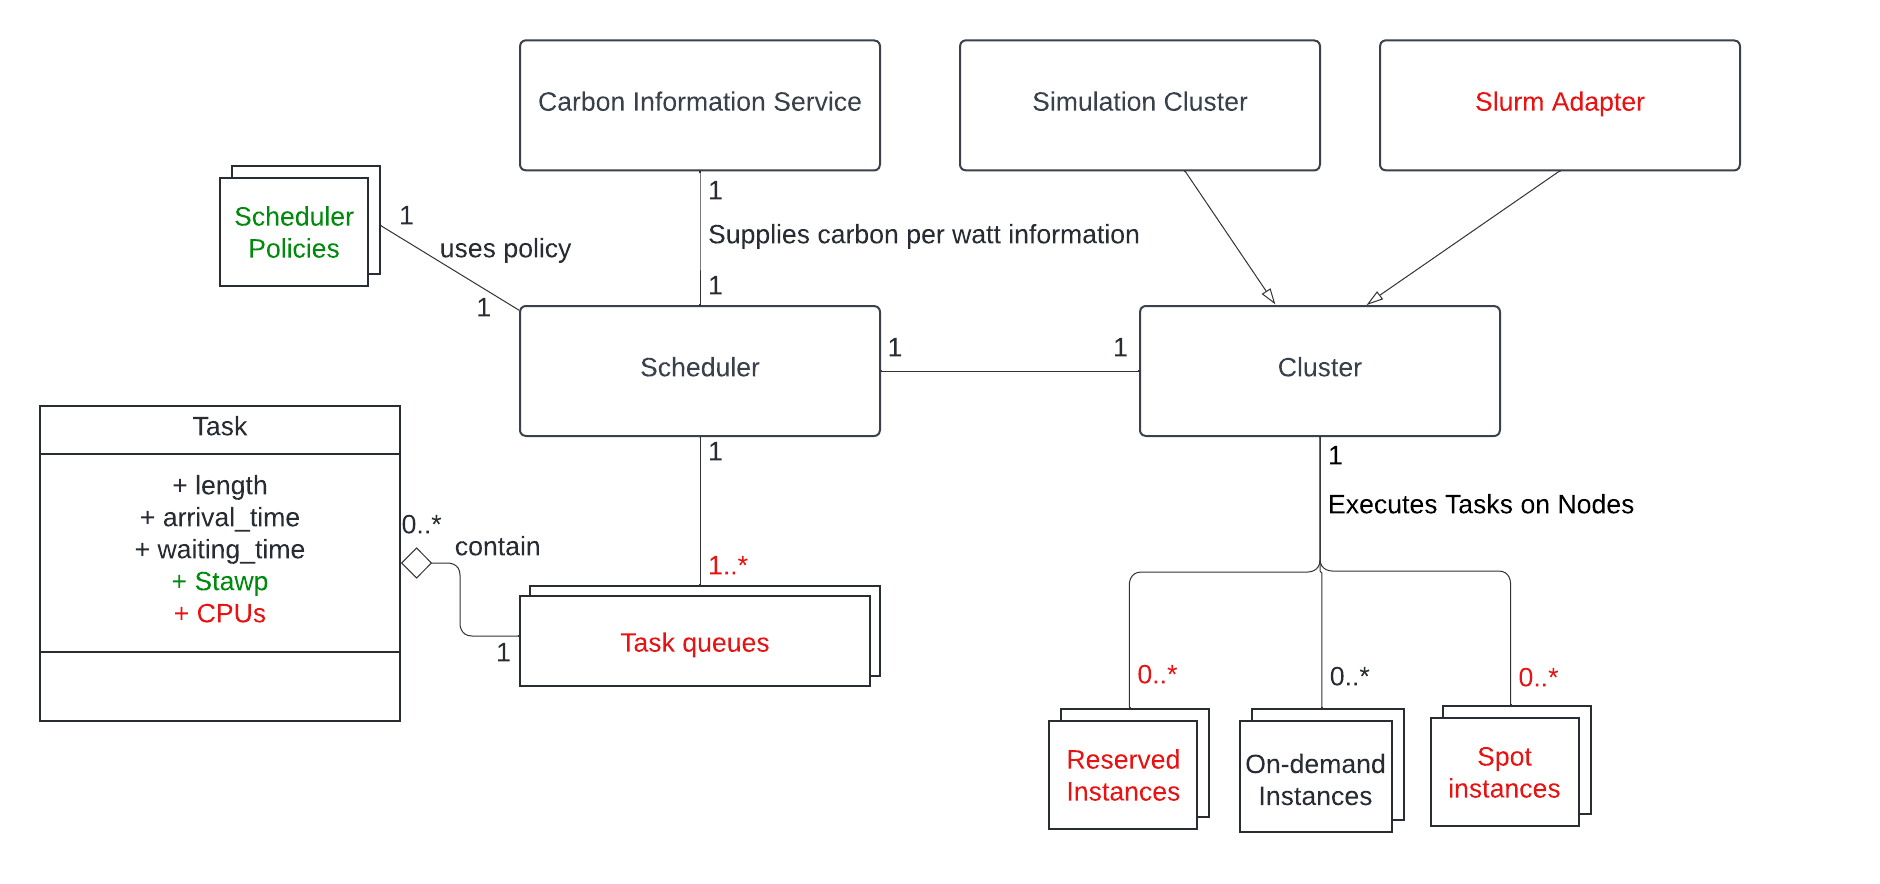 Carbon Information Service
Simulation Cluster
Slurm Adapter
Scheduler
Policies
1
uses policy
1
1
Supplies carbon per watt information
1
Scheduler
1
1
Cluster
Task
+ length
+ arrival_time
+ waiting_time
+ Stawp
+ CPUs
0..*
contain
1
1
1..*
Task queues
1
Executes Tasks on Nodes
0..*
0..*
0..*
Reserved
Instances
On-demand
Instances
Spot
instances